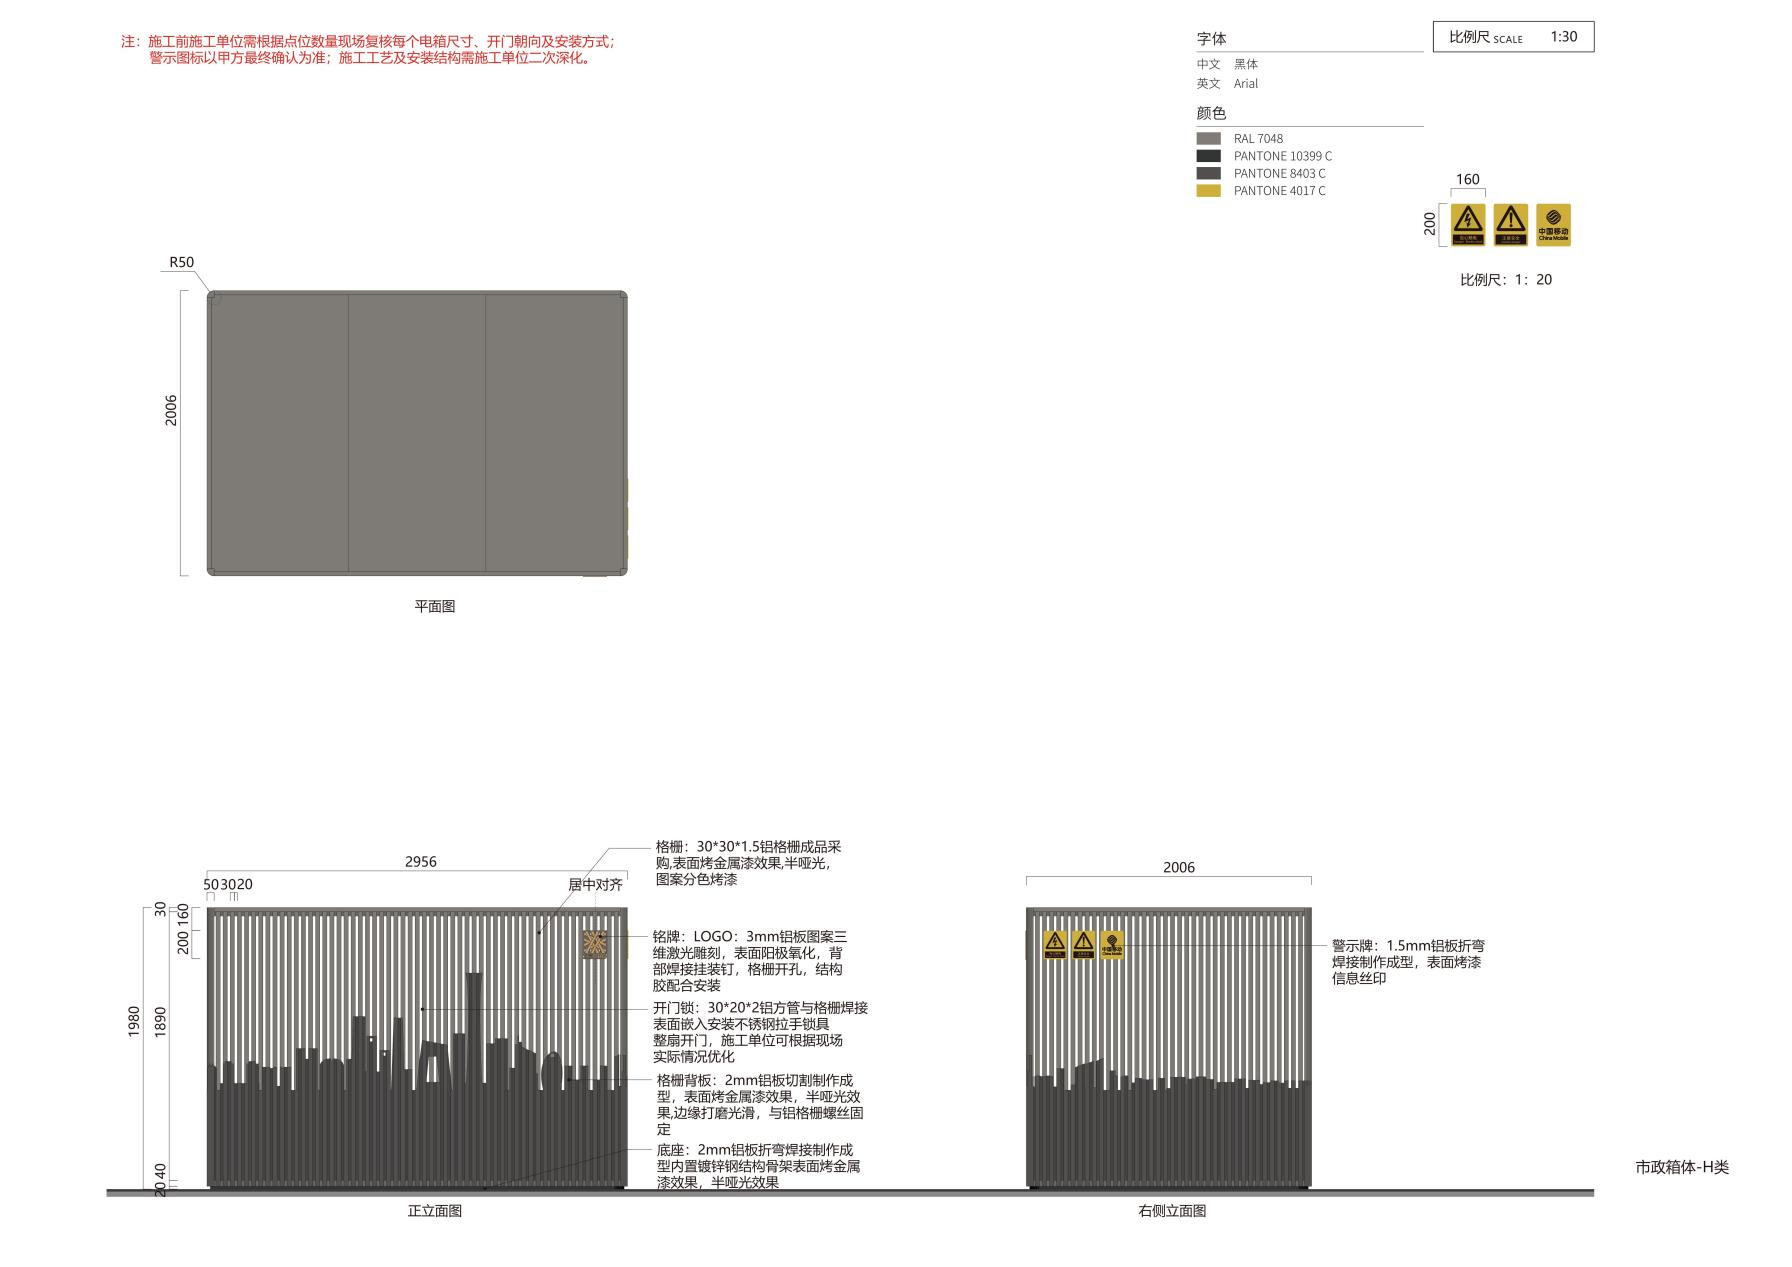 注：施工前施工单位需根据点位数量现场复核每个电箱尺寸、开门朝向及安装方式；
警示图标以甲方最终确认为准；施工工艺及安装结构需施工单位二次深化。
字体
中文 黑体
英文 Arial
颜色
RAL 7048
PANTONE 10399 C
PANTONE 8403 C
PANTONE 4017 C
比例尺 SCALE 1:30
160
200
中国移动
China Mobile
比例尺：1：20
R50
2006
平面图
2956
503020
居中对齐
30
160
200
1980
1890
40
20
格栅：30*30*1.5铝格栅成品采
购,表面烤金属漆效果,半哑光，
图案分色烤漆
铭牌：LOGO：3mm铝板图案三
维激光雕刻，表面阳极氧化，背
部焊接挂装钉，格栅开孔，结构
胶配合安装
开门锁：30*20*2铝方管与格栅焊接
表面嵌入安装不锈钢拉手锁具
整扇开门，施工单位可根据现场
实际情况优化
格栅背板：2mm铝板切割制作成
型，表面烤金属漆效果，半哑光效
果,边缘打磨光滑，与铝格栅螺丝固
定
底座：2mm铝板折弯焊接制作成
型内置镀锌钢结构骨架表面烤金属
漆效果，半哑光效果
正立面图
2006
中国移动
China Mobile
警示牌：1.5mm铝板折弯
焊接制作成型，表面烤漆
信息丝印
右侧立面图
市政箱体-H类